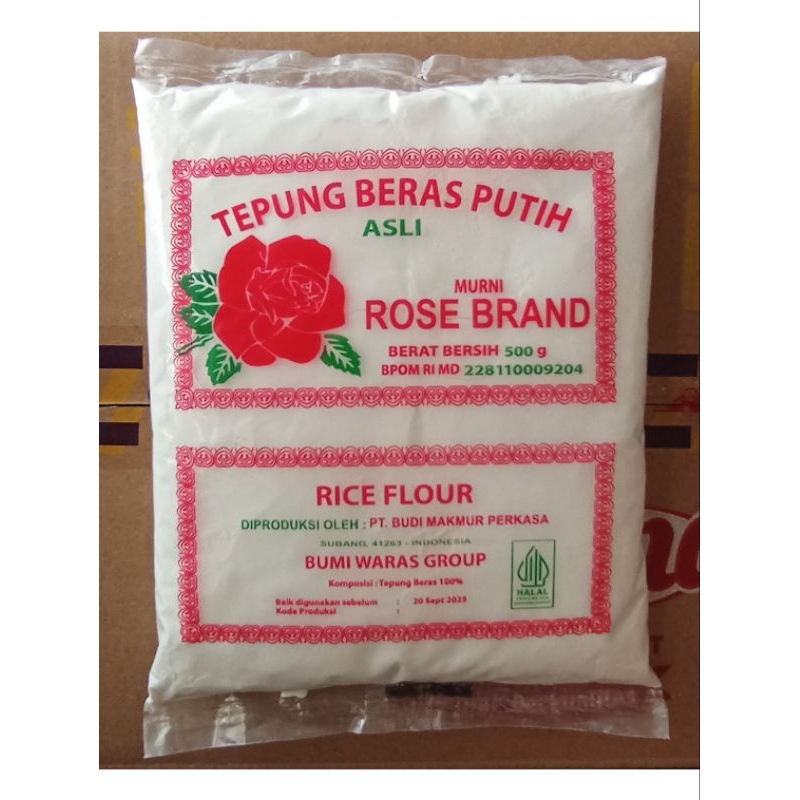 TEPUNG BERAS PUTIH
ASLI
MURNI
ROSE BRAND
BERAT BERSIH 500 g
BPOM RI MD 228110009204
RICE FLOUR
DIPRODUKSI OLEH : PT. BUDI MAKMUR PERKASA
SUBANG, 41263 - INDONESIA
BUMI WARAS GROUP
Komposisi : Tepung Beras 100%
Baik digunakan sebelum : 20 Sept 2025
Kode Produksi :
HALAL
INDONESIA